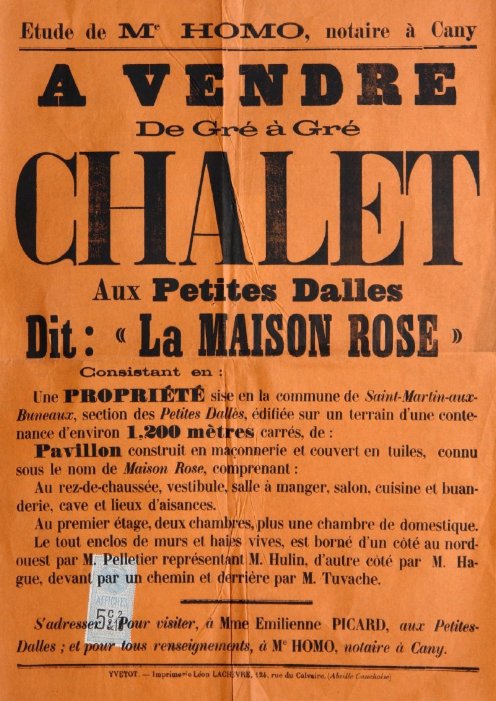 Etude de Me HOMO, notaire à Cany
A VENDRE
De Gré à Gré
CHALET
Aux Petites Dalles
Dit : « La MAISON ROSE »
Consistant en :
Une PROPRIÉTÉ sise en la commune de Saint-Martin-aux-
Buneaux, section des Petites Dalles, édifiée sur un terrain d'une conte-
nance d'environ 1,200 mètres carrés, de :
Pavillon construit en maçonnerie et couvert en tuiles, connu
sous le nom de Maison Rose, comprenant :
Au rez-de-chaussée, vestibule, salle à manger, salon, cuisine et buan-
derie, cave et lieux d'aisances.
Au premier étage, deux chambres, plus une chambre de domestique.
Le tout enclos de murs et haies vives, est borné d'un côté au nord-
ouest par M. Pelletier représentant M. Hulin, d'autre côté par M. Ha-
gue, devant par un chemin et derrière par M. Tuvache.
AFFICHES
S'adresser : Pour visiter, à Mme Emilienne PICARD, aux Petites-
Dalles ; et pour tous renseignements, à Me HOMO, notaire à Cany.
YVETOT. — Imprimerie Léon LACHEVRE, 124, rue du Calvaire. (Abeille Cauchoise)